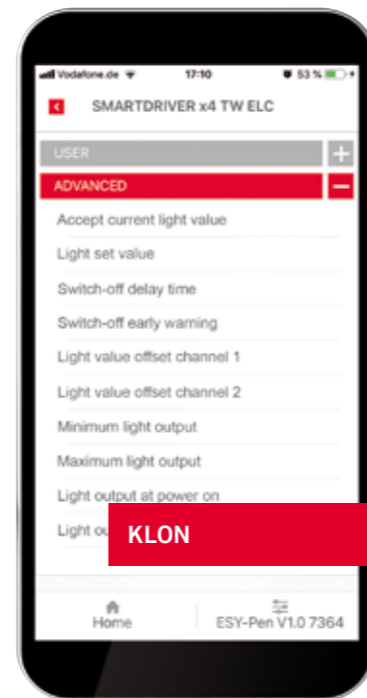 Vodafone.de 17:10 53 %
SMARTDRIVER x4 TW ELC
USER
ADVANCED
Accept current light value
Light set value
Switch-off delay time
Switch-off early warning
Light value offset channel 1
Light value offset channel 2
Minimum light output
Maximum light output
Light output at power on
Light
KLON
Home ESY-Pen V1.0 7364